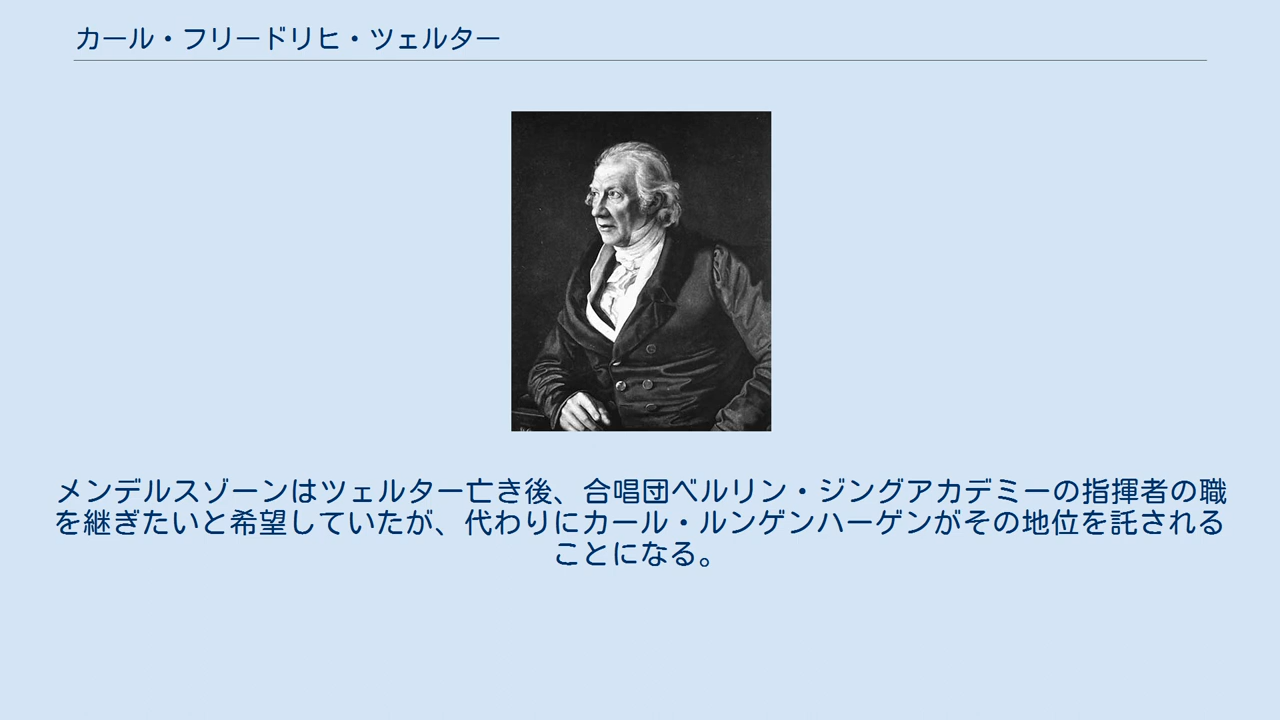 カール・フリードリヒ・ツェルター
メンデルスゾーンはツェルター亡き後、合唱団ベルリン・ジングアカデミーの指揮者の職
を継ぎたいと希望していたが、代わりにカール・ルンゲンハーゲンがその地位を託される
ことになる。